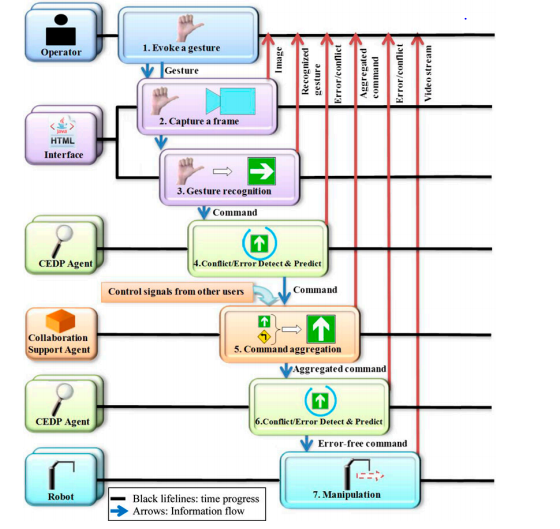 Operator
1. Evoke a gesture
Gesture
Image
Recognized
gesture
Error/conflict
Aggregated
command
Error/conflict
Video stream
2. Capture a frame
Java
HTML
Interface
3. Gesture recognition
Command
CEDP Agent
4.Conflict/Error Detect & Predict
Control signals from other users
Command
Collaboration
Support Agent
5. Command aggregation
Aggregated command
CEDP Agent
6.Conflict/Error Detect & Predict
Error-free command
Robot
7. Manipulation
Black lifelines: time progress
Arrows: Information flow